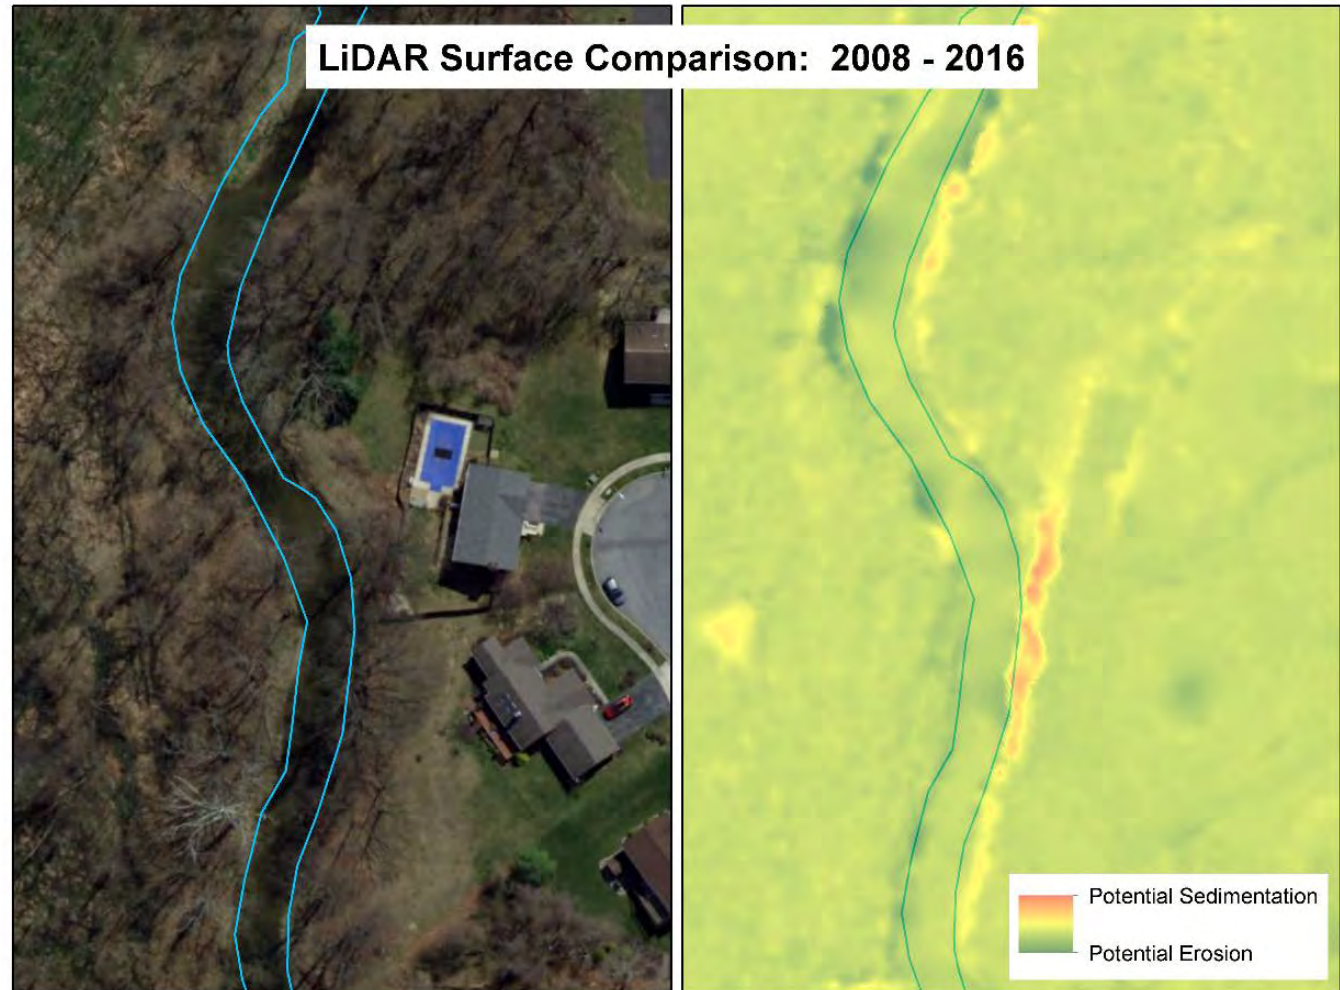 LiDAR Surface Comparison: 2008 - 2016
Potential Sedimentation
Potential Erosion